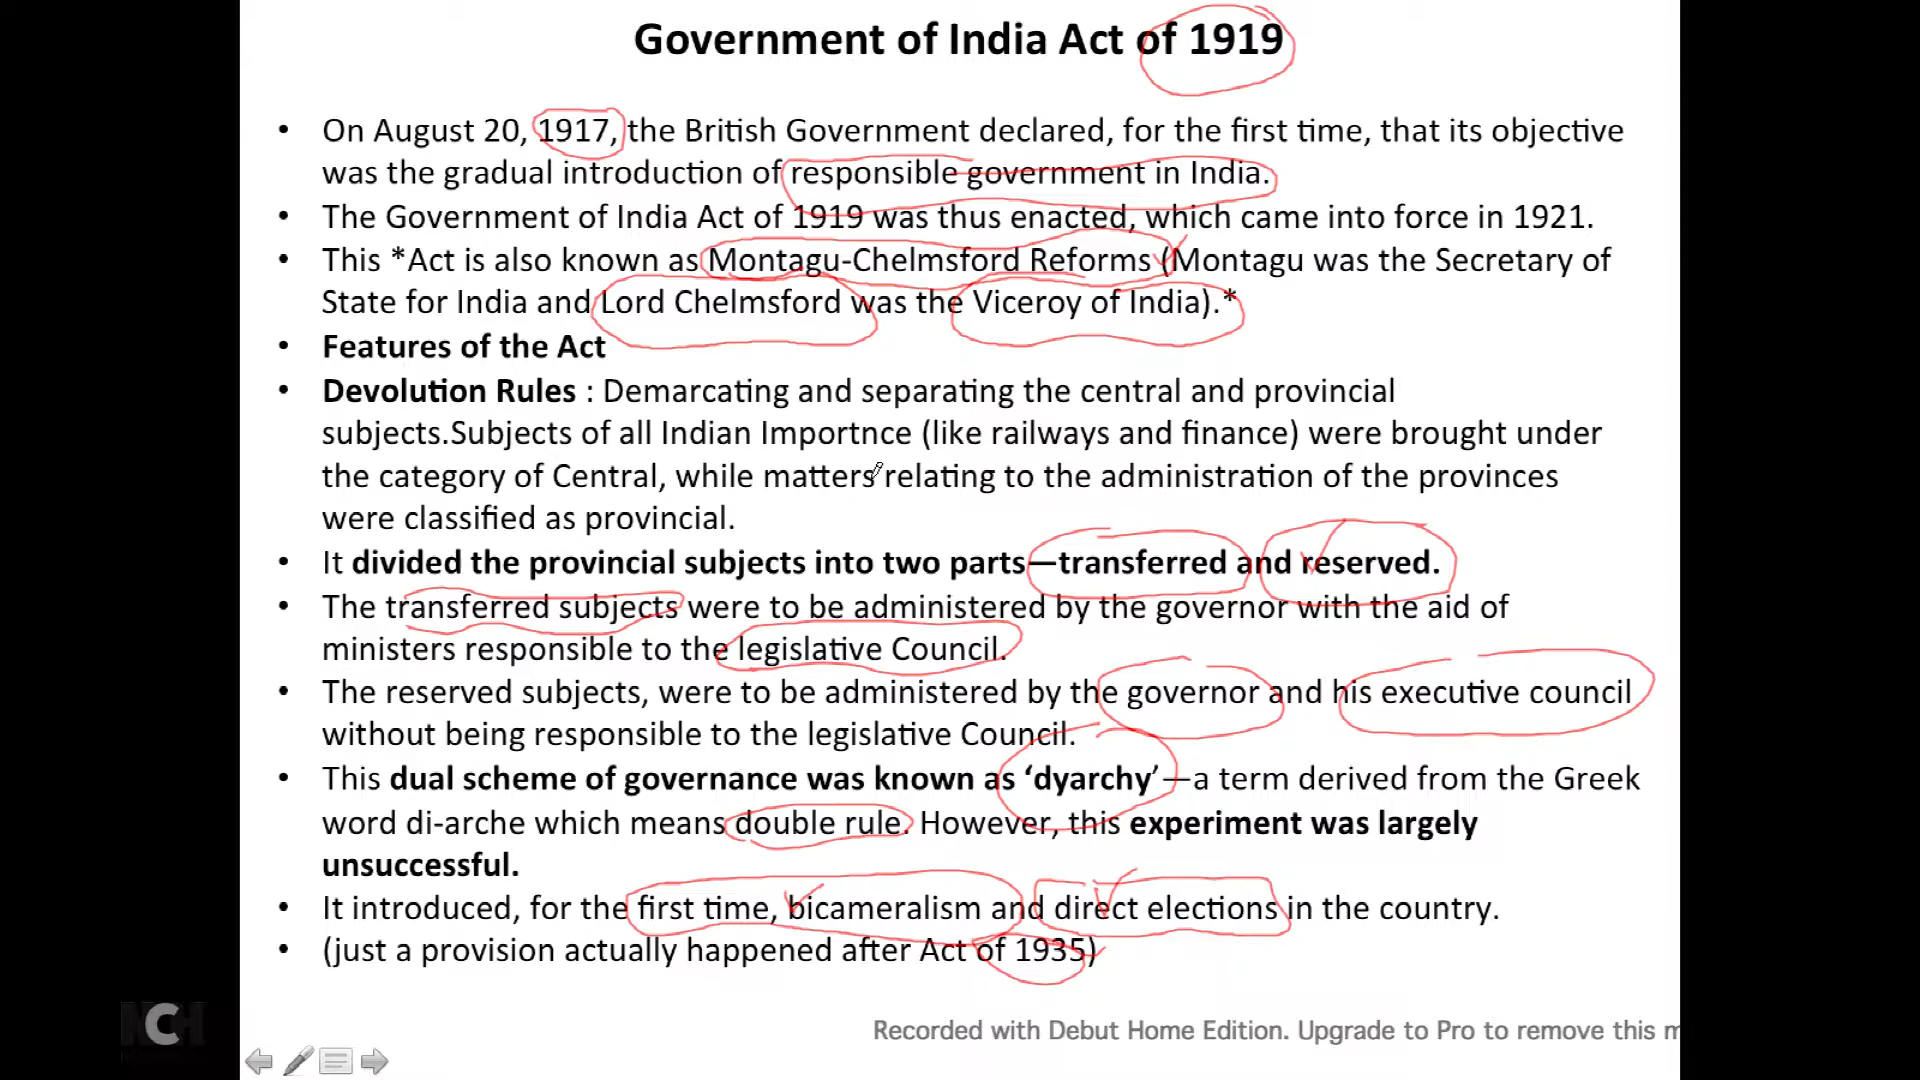 Government of India Act of 1919
• On August 20, 1917, the British Government declared, for the first time, that its objective
was the gradual introduction of responsible government in India.
• The Government of India Act of 1919 was thus enacted, which came into force in 1921.
• This *Act is also known as Montagu-Chelmsford Reforms (Montagu was the Secretary of
State for India and Lord Chelmsford was the Viceroy of India).*
• Features of the Act
• Devolution Rules : Demarcating and separating the central and provincial
subjects.Subjects of all Indian Importnce (like railways and finance) were brought under
the category of Central, while matters relating to the administration of the provinces
were classified as provincial.
• It divided the provincial subjects into two parts—transferred and reserved.
• The transferred subjects were to be administered by the governor with the aid of
ministers responsible to the legislative Council.
• The reserved subjects, were to be administered by the governor and his executive council
without being responsible to the legislative Council.
• This dual scheme of governance was known as ‘dyarchy’—a term derived from the Greek
word di-arche which means double rule. However, this experiment was largely
unsuccessful.
• It introduced, for the first time, bicameralism and direct elections in the country.
• (just a provision actually happened after Act of 1935)
NCH
Recorded with Debut Home Edition. Upgrade to Pro to remove this m